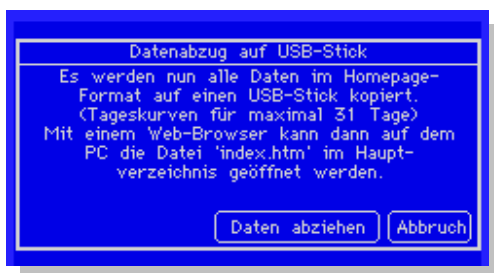 Datenabzug auf USB-Stick
Es werden nun alle Daten im Homepage-
Format auf einen USB-Stick kopiert.
(Tageskurven für maximal 31 Tage)
Mit einem Web-Browser kann dann auf dem
PC die Datei 'index.htm' im Haupt-
verzeichnis geöffnet werden.
Daten abziehen Abbruch